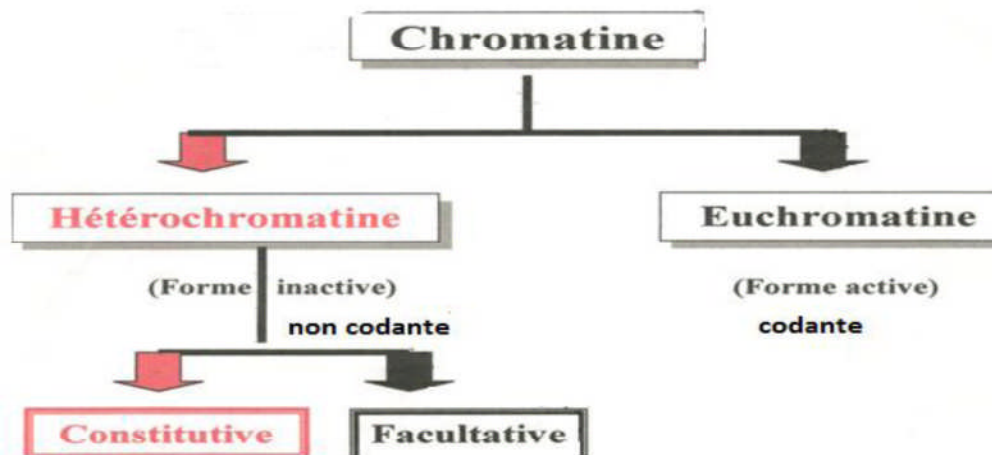 Chromatine
Hétérochromatine
Euchromatine
(Forme inactive)
(Forme active)
non codante
codante
Constitutive
Facultative